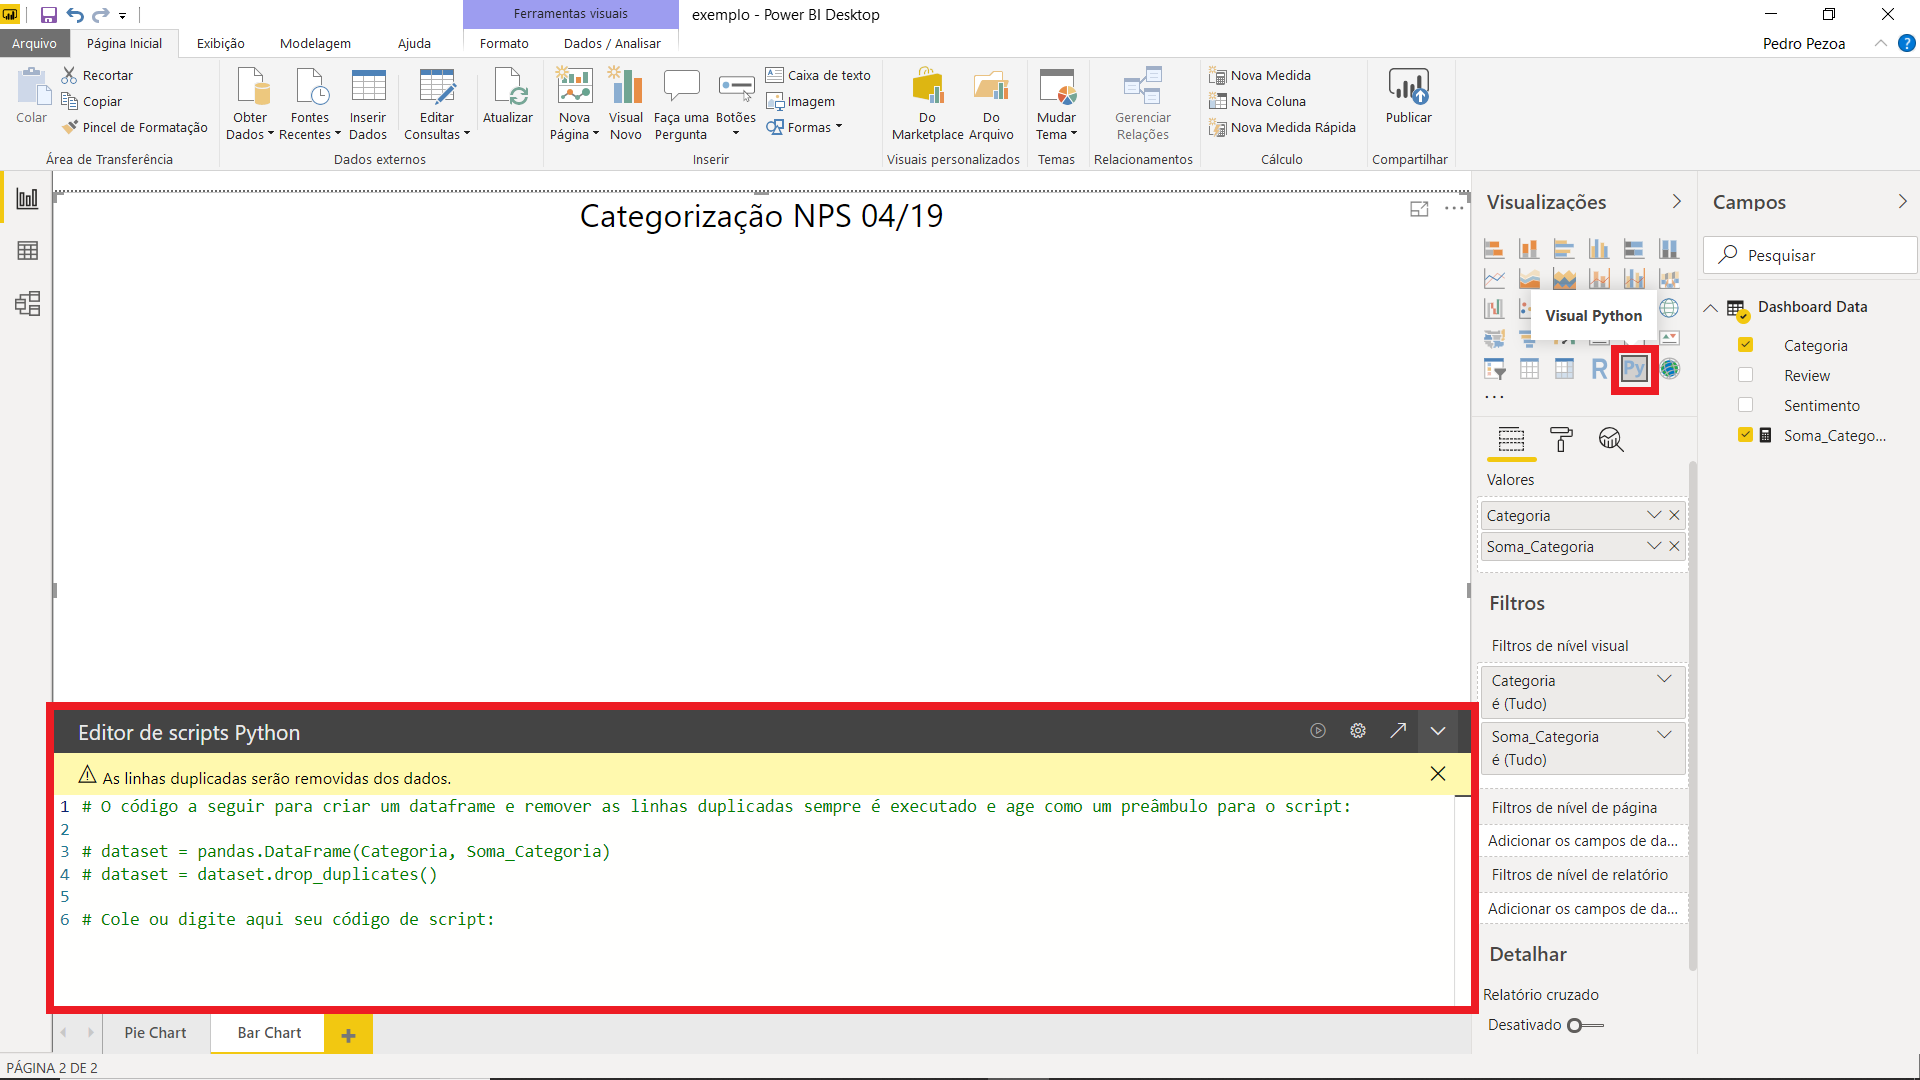 Ferramentas visuais
exemplo - Power BI Desktop
Arquivo
Página Inicial
Exibição
Modelagem
Ajuda
Formato
Dados / Analisar
Pedro Pezoa
?
Colar
Recortar
Copiar
Pincel de Formatação
Área de Transferência
Obter Dados
Fontes Recentes
Inserir Dados
Editar Consultas
Atualizar
Dados externos
Nova Página
Visual Novo
Faça uma Pergunta
Botões
Caixa de texto
Imagem
Formas
Inserir
Do Marketplace
Do Arquivo
Visuais personalizados
Mudar Tema
Temas
Gerenciar Relações
Relacionamentos
Nova Medida
Nova Coluna
Nova Medida Rápida
Cálculo
Publicar
Compartilhar
Categorização NPS 04/19
Editor de scripts Python
As linhas duplicadas serão removidas dos dados.
1 # O código a seguir para criar um dataframe e remover as linhas duplicadas sempre é executado e age como um preâmbulo para o script:
2
3 # dataset = pandas.DataFrame(Categoria, Soma_Categoria)
4 # dataset = dataset.drop_duplicates()
5
6 # Cole ou digite aqui seu código de script:
Pie Chart
Bar Chart
PÁGINA 2 DE 2
Visualizações
Visual Python
R
Py
...
Valores
Categoria
Soma_Categoria
Filtros
Filtros de nível visual
Categoria
é (Tudo)
Soma_Categoria
é (Tudo)
Filtros de nível de página
Adicionar os campos de da...
Filtros de nível de relatório
Adicionar os campos de da...
Detalhar
Relatório cruzado
Desativado
Campos
Pesquisar
Dashboard Data
Categoria
Review
Sentimento
Soma_Catego...